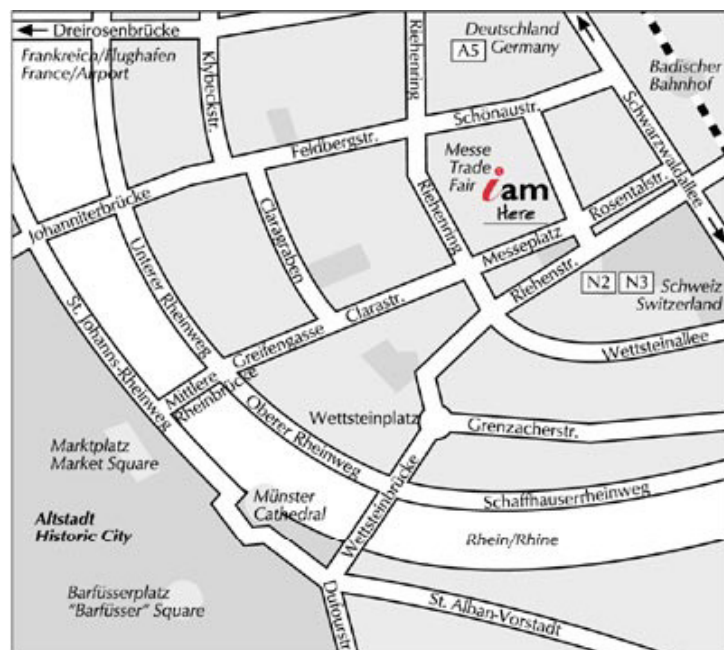 Dreirosenbrücke
Frankreich/Flughafen
France/Airport
Klybeckstr.
Riehenring
Deutschland
Germany
A5
Badischer
Bahnhof
Schönaustr.
Feldbergstr.
Schwarzwaldallee
Messe
Trade
Fair
i am
Here
Johanniterbrücke
Unterer Rheinweg
Claragraben
Riehenring
Messeplatz
Rosentalstr.
Riehenstr.
N2
N3
Schweiz
Switzerland
St. Johanns-Rheinweg
Greifengasse
Clarastr.
Wettsteinallee
Mittlere
Rheinbrücke
Oberer Rheinweg
Wettsteinplatz
Grenzacherstr.
Marktplatz
Market Square
Münster
Cathedral
Wettsteinbrücke
Schaffhauserrheinweg
Altstadt
Historic City
Rhein/Rhine
Barfüsserplatz
"Barfüsser" Square
Dufourstr.
St. Alban-Vorstadt